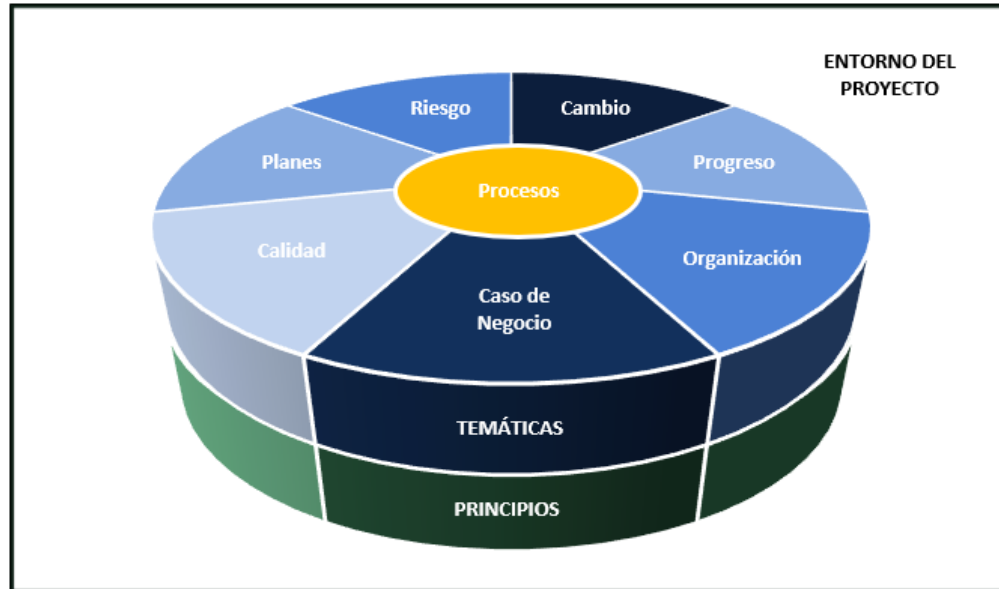 ENTORNO DEL
PROYECTO
Riesgo
Cambio
Planes
Progreso
Procesos
Calidad
Organización
Caso de
Negocio
TEMÁTICAS
PRINCIPIOS